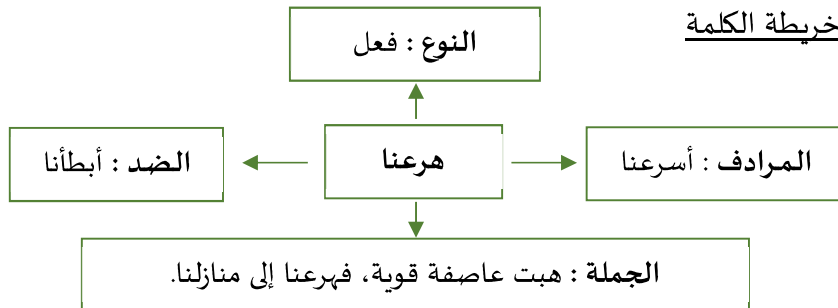 خريطة الكلمة
النوع : فعل
المرادف : أسرعنا
هرعنا
الضد : أبطأنا
الجملة : هبت عاصفة قوية، فهرعنا إلى منازلنا.